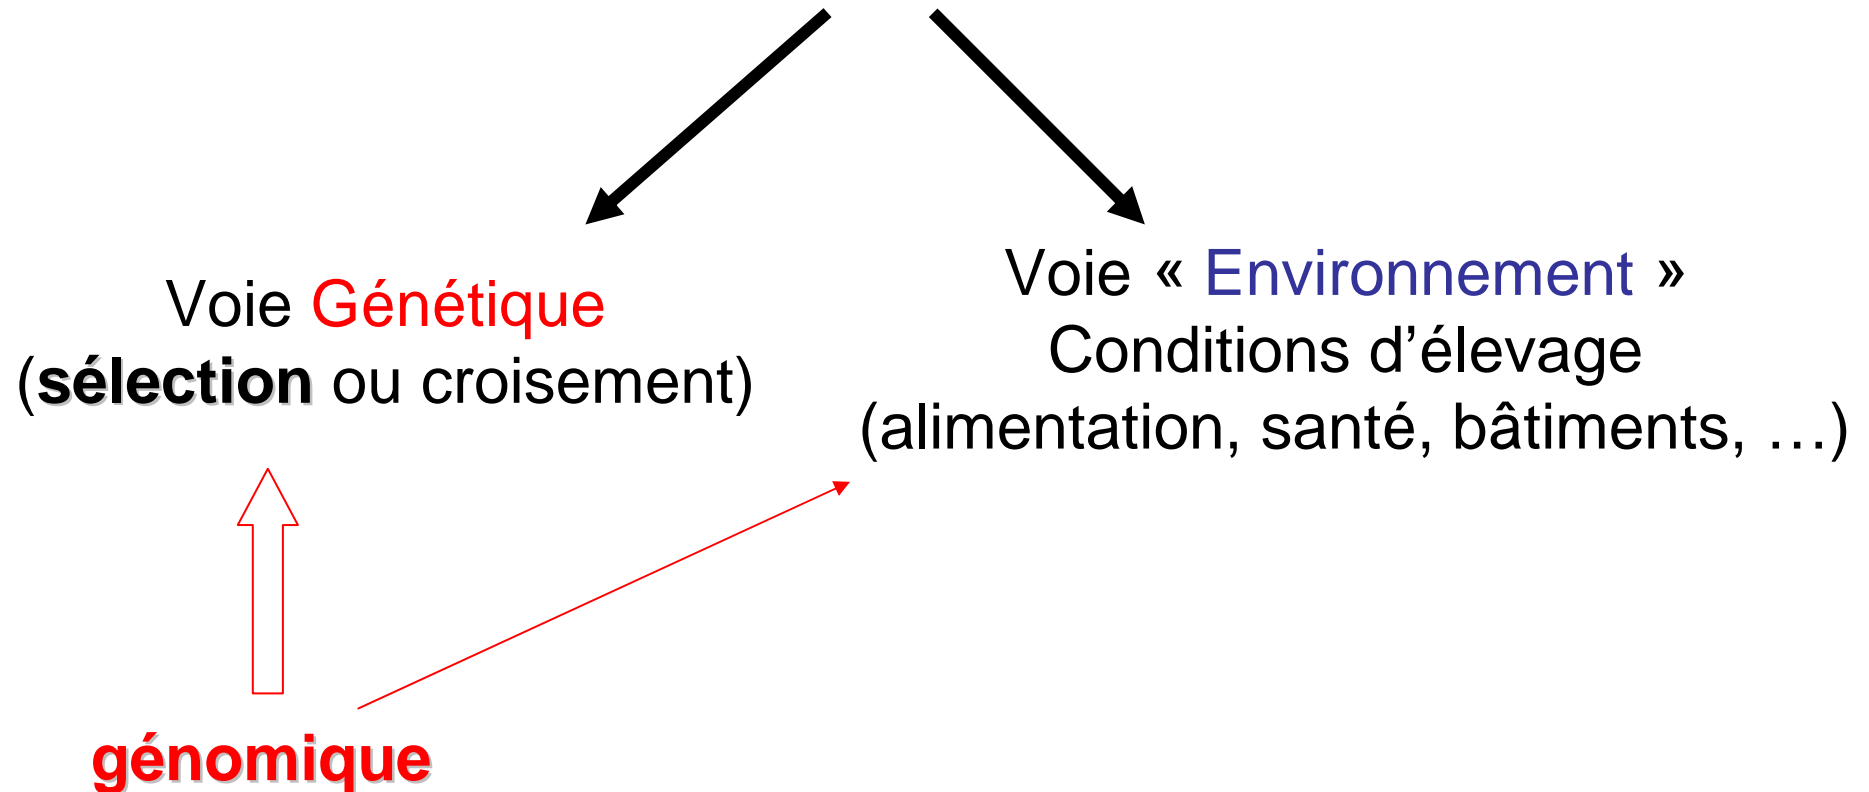 Voie Génétique
(sélection ou croisement)
Voie « Environnement »
Conditions d’élevage
(alimentation, santé, bâtiments, …)
génomique